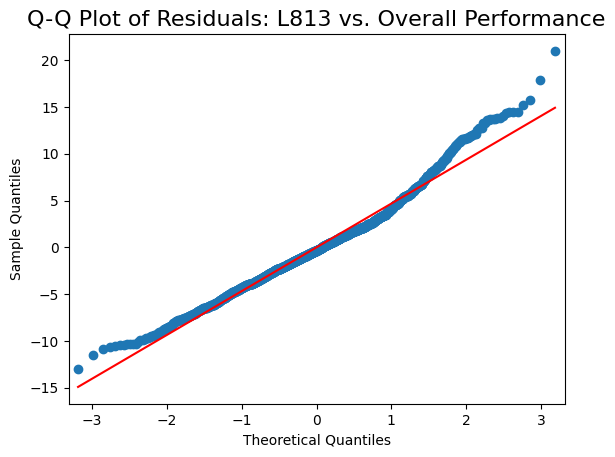 Q-Q Plot of Residuals: L813 vs. Overall Performance
20
15
10
5
0
−5
−10
−15
Sample Quantiles
−3 −2 −1 0 1 2 3
Theoretical Quantiles